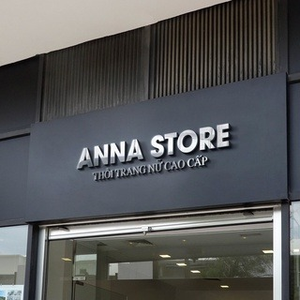 ANNA STORE
THỜI TRANG NỮ CAO CẤP